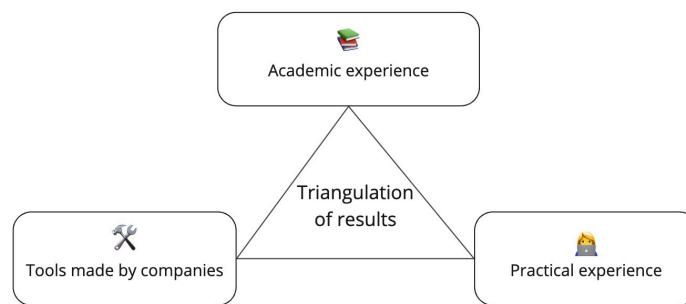 Academic experience
Triangulation
of results
Tools made by companies
Practical experience